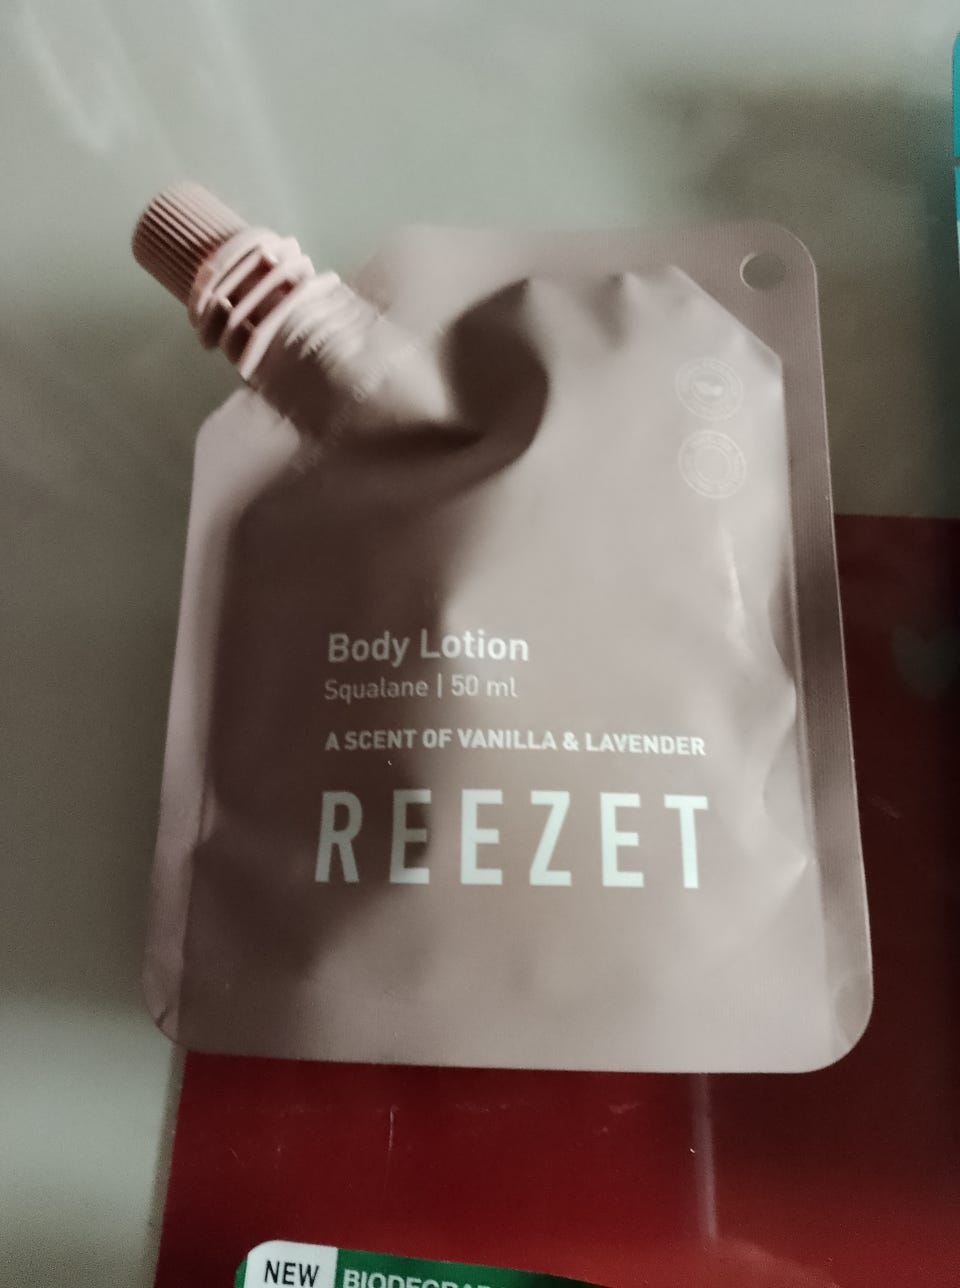 Body Lotion
Squalane | 50 ml
A SCENT OF VANILLA & LAVENDER
REEZET
NEW